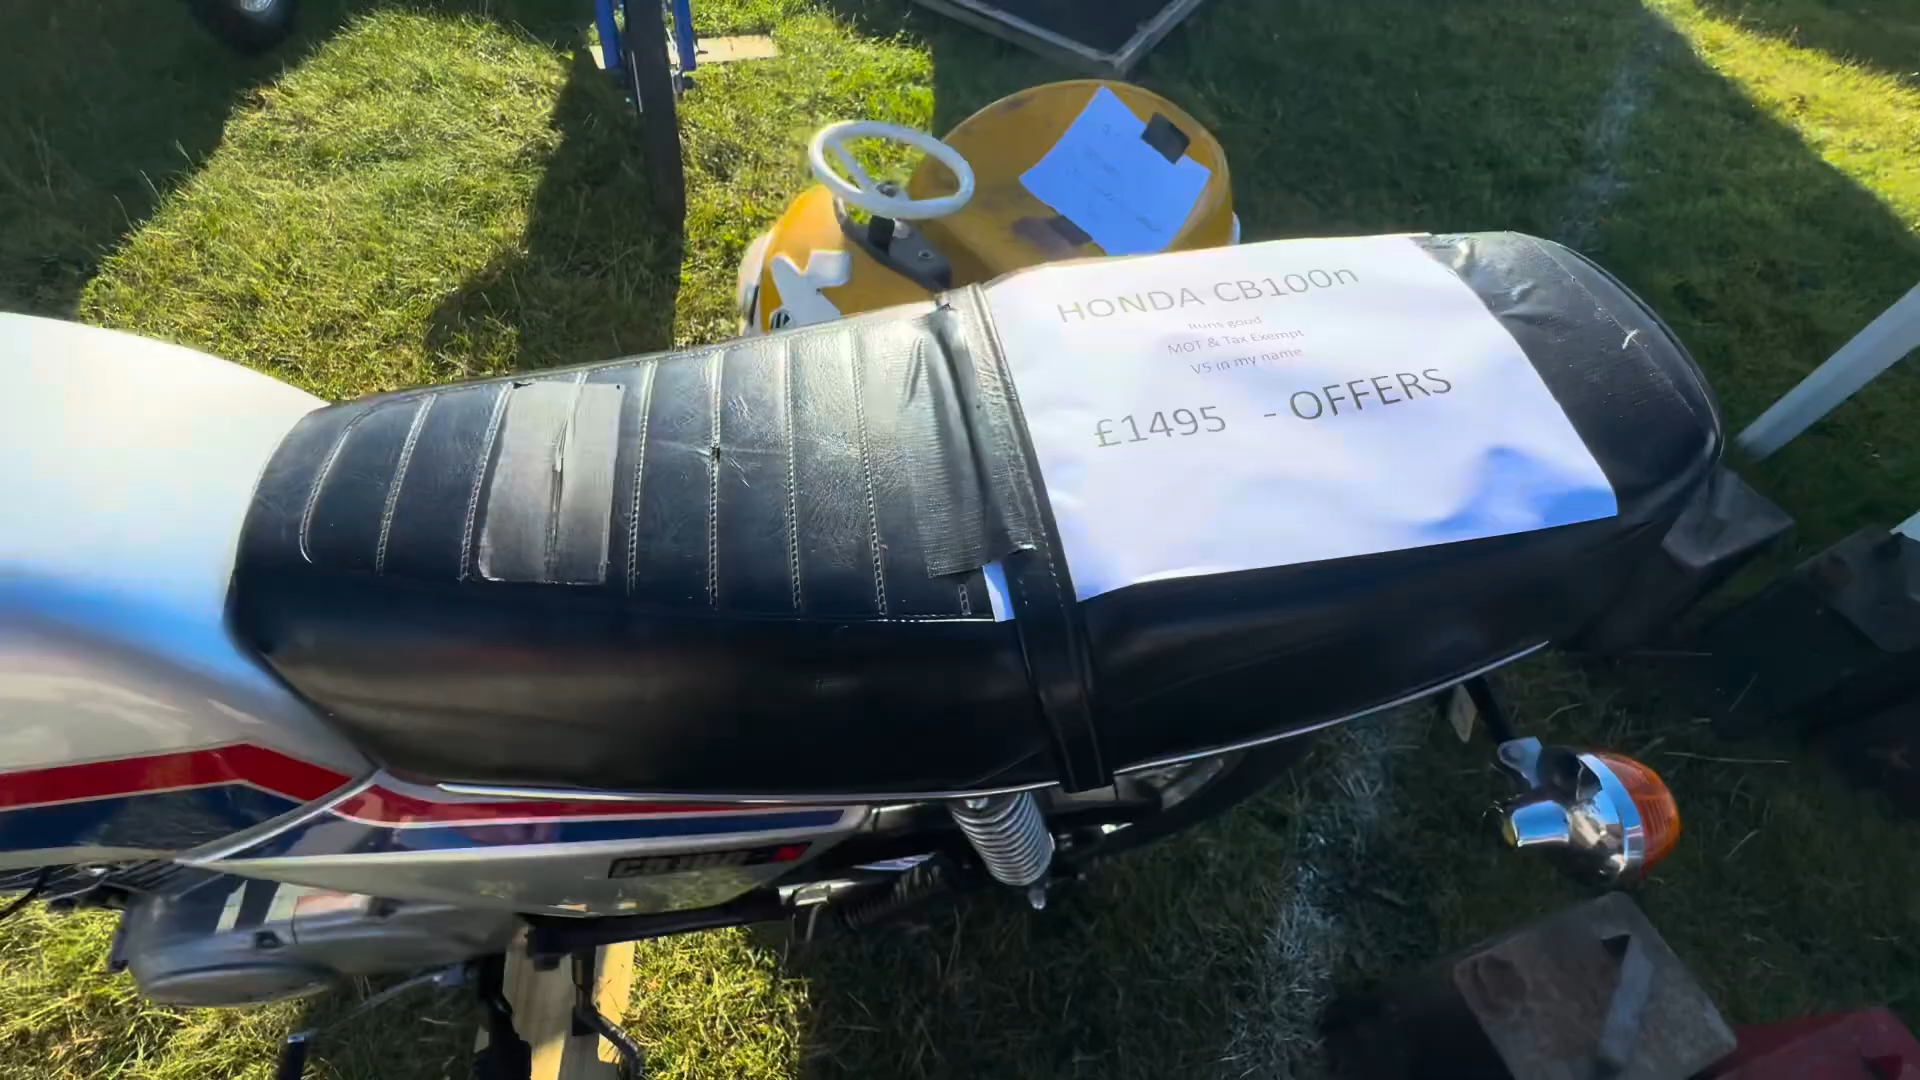 HONDA CB100n
Runs good
MOT & Tax Exempt
V5 in my name
£1495 - OFFERS